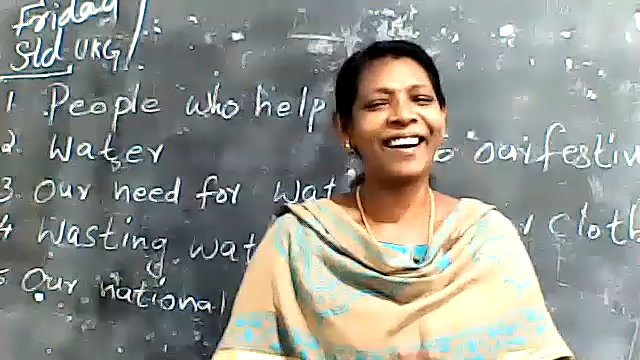 Friday
Std UKG
1 People who help
2. Water
3 Our need for wat
4 Wasting wat
5 Our national
o our festiv
r Cloth